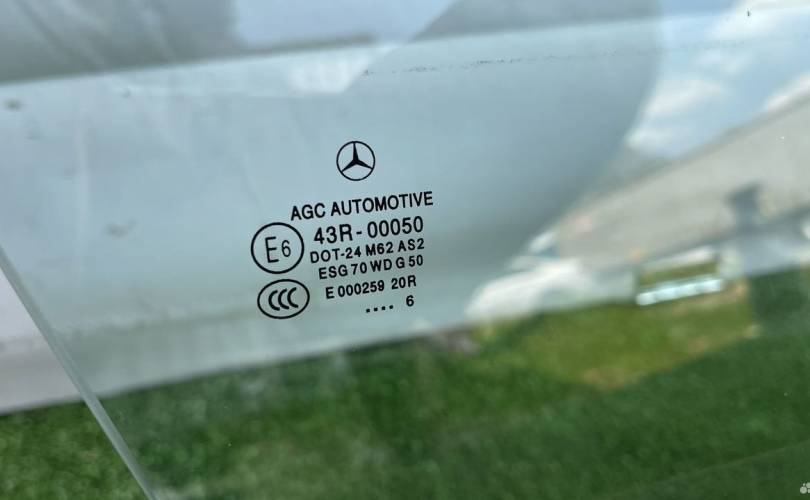 AGC AUTOMOTIVE
E6
43R-00050
DOT-24 M62 AS2
ESG 70 WD G 50
CCC
E 000259 20R
.... 6